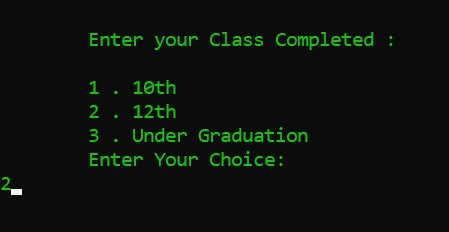 Enter your Class Completed :
1 . 10th
2 . 12th
3 . Under Graduation
Enter Your Choice:
2